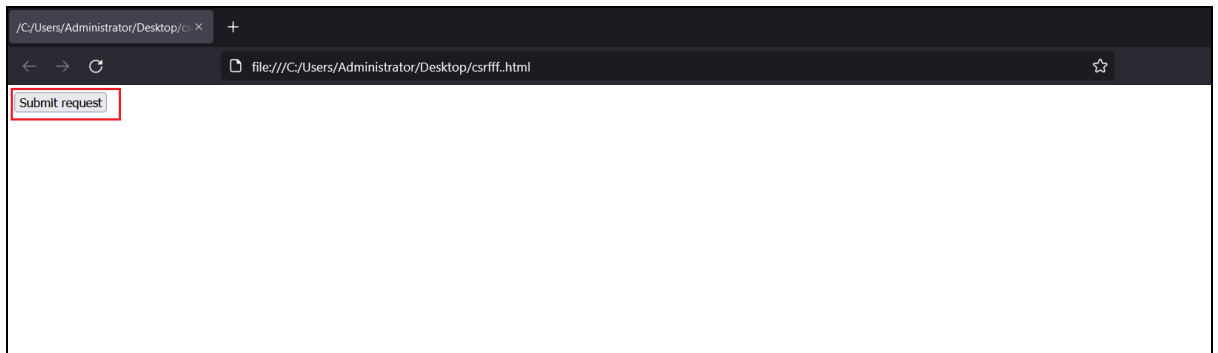 /C:/Users/Administrator/Desktop/cs
file:///C:/Users/Administrator/Desktop/csrfff..html
Submit request